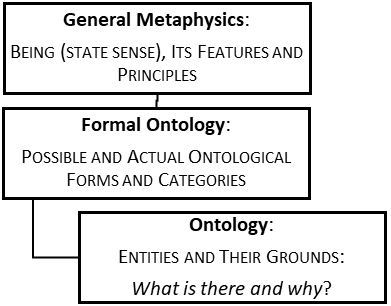 General Metaphysics:
BEING (STATE SENSE), ITS FEATURES AND
PRINCIPLES
Formal Ontology:
POSSIBLE AND ACTUAL ONTOLOGICAL
FORMS AND CATEGORIES
Ontology:
ENTITIES AND THEIR GROUNDS:
What is there and why?